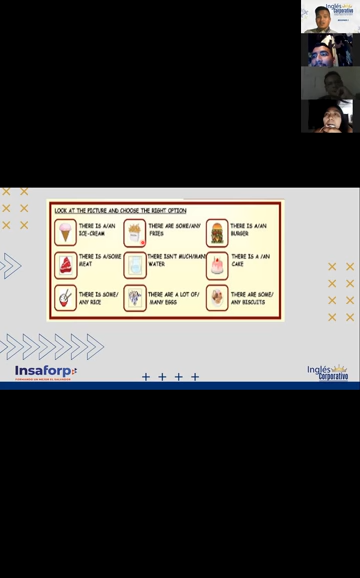 Inglés
Corporativo
LOOK AT THE PICTURE AND CHOOSE THE RIGHT OPTION
THERE IS A/AN
ICE-CREAM
THERE ARE SOME/ANY
FRIES
THERE IS A/AN
BURGER
THERE IS A/SOME
MEAT
THERE ISN'T MUCH/MAN
WATER
THERE IS A /AN
CAKE
THERE IS SOME/
ANY RICE
THERE ARE A LOT OF/
MANY EGGS
THERE ARE SOME/
ANY BISCUITS
Insaforp
Inglés
Corporativo